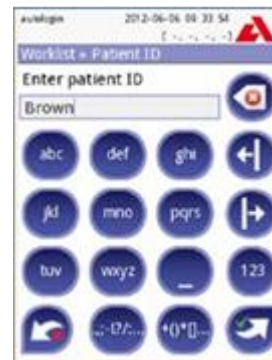 autologin 2012-06-06 09 33 54
[ -. -. -. -]
Worklist » Patient ID
Enter patient ID
Brown
abc def ghi
jkl mno pqrs
tuv wxyz _ 123